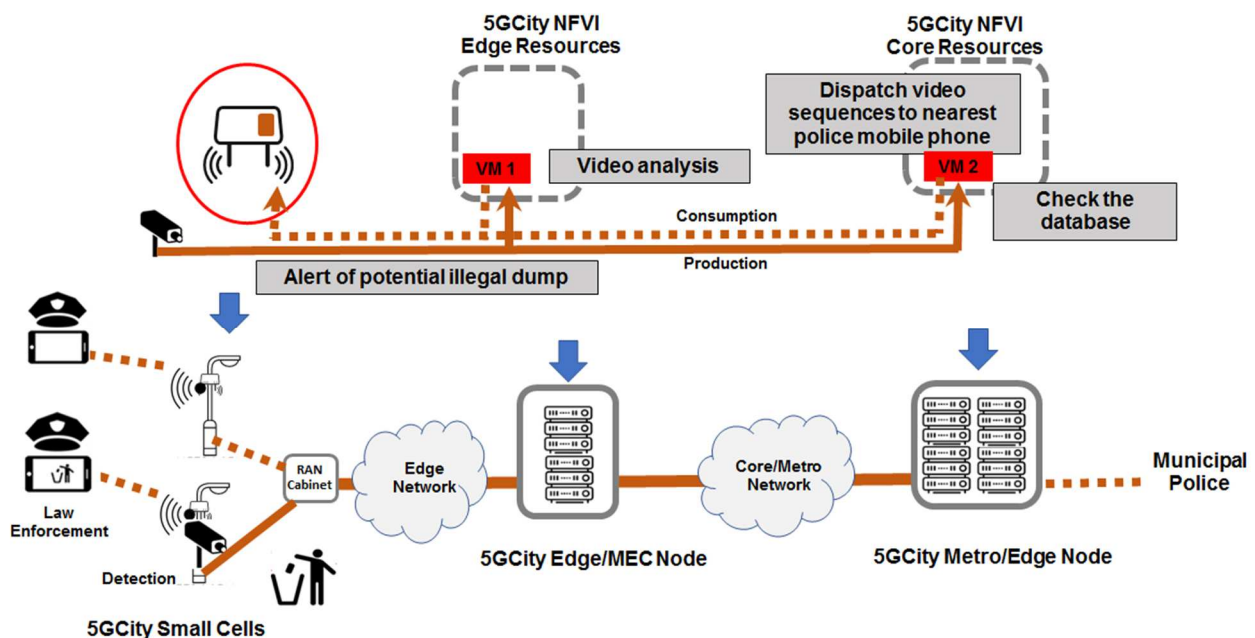 5GCity NFVI
Edge Resources
5GCity NFVI
Core Resources
Dispatch video
sequences to nearest
police mobile phone
VM 1
Video analysis
VM 2
Check the
database
Consumption
Production
Alert of potential illegal dump
RAN
Cabinet
Edge
Network
Core/Metro
Network
Municipal
Police
Law
Enforcement
Detection
5GCity Edge/MEC Node
5GCity Metro/Edge Node
5GCity Small Cells